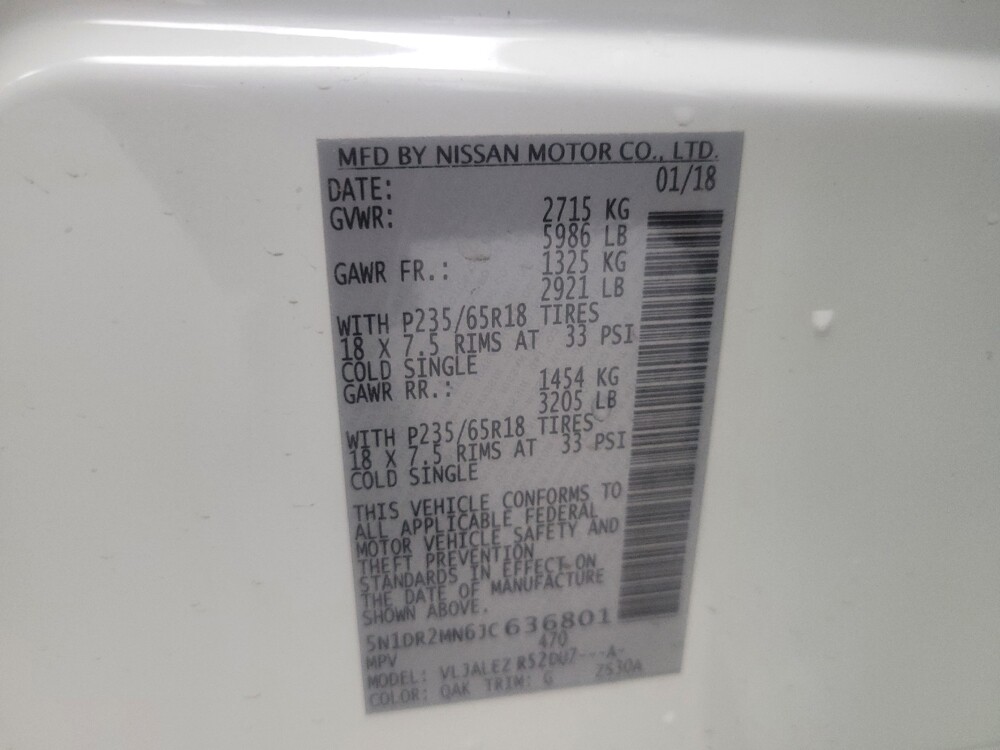 MFD BY NISSAN MOTOR CO., LTD.
DATE: 01/18
GVWR: 2715 KG
5986 LB
GAWR FR.: 1325 KG
2921 LB
WITH P235/65R18 TIRES
18 X 7.5 RIMS AT 33 PSI
COLD SINGLE
GAWR RR.: 1454 KG
3205 LB
WITH P235/65R18 TIRES
18 X 7.5 RIMS AT 33 PSI
COLD SINGLE
THIS VEHICLE CONFORMS TO
ALL APPLICABLE FEDERAL
MOTOR VEHICLE SAFETY AND
THEFT PREVENTION
STANDARDS IN EFFECT ON
THE DATE OF MANUFACTURE
SHOWN ABOVE.
5N1DR2MN6JC636801
MPV 470
MODEL: ---A-
COLOR: QAK TRIM: G